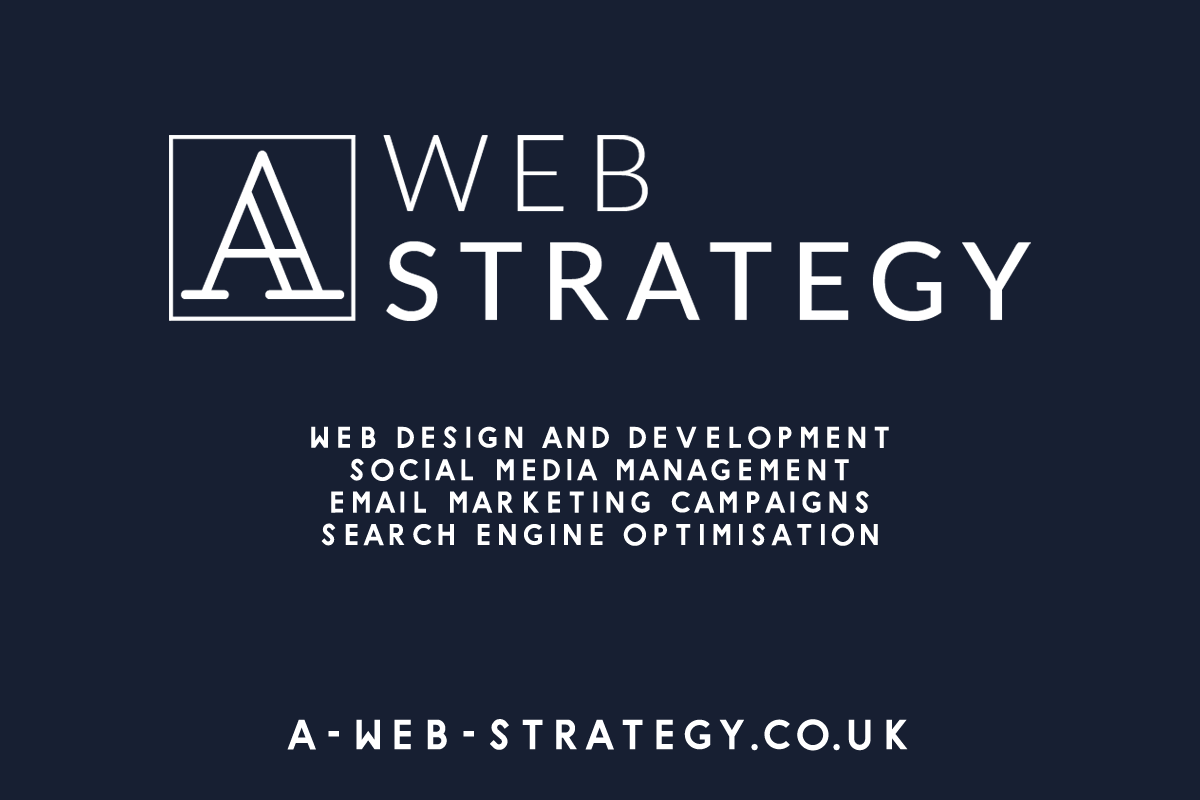 A WEB
STRATEGY
WEB DESIGN AND DEVELOPMENT
SOCIAL MEDIA MANAGEMENT
EMAIL MARKETING CAMPAIGNS
SEARCH ENGINE OPTIMISATION
A-WEB-STRATEGY.CO.UK